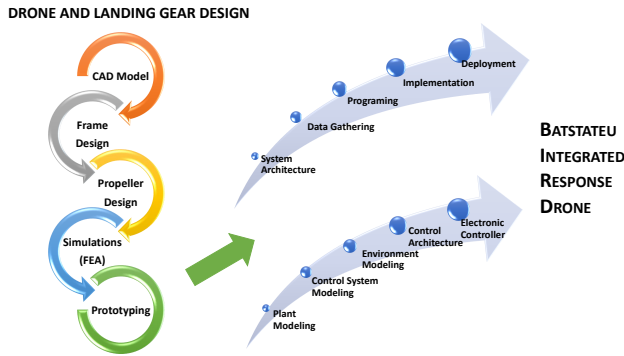 DRONE AND LANDING GEAR DESIGN
CAD Model
Frame
Design
Propeller
Design
Simulations
(FEA)
Prototyping
System
Architecture
Data Gathering
Programing
Implementation
Deployment
Plant
Modeling
Control System
Modeling
Environment
Modeling
Control
Architecture
Electronic
Controller
BATSTATEU
INTEGRATED
RESPONSE
DRONE